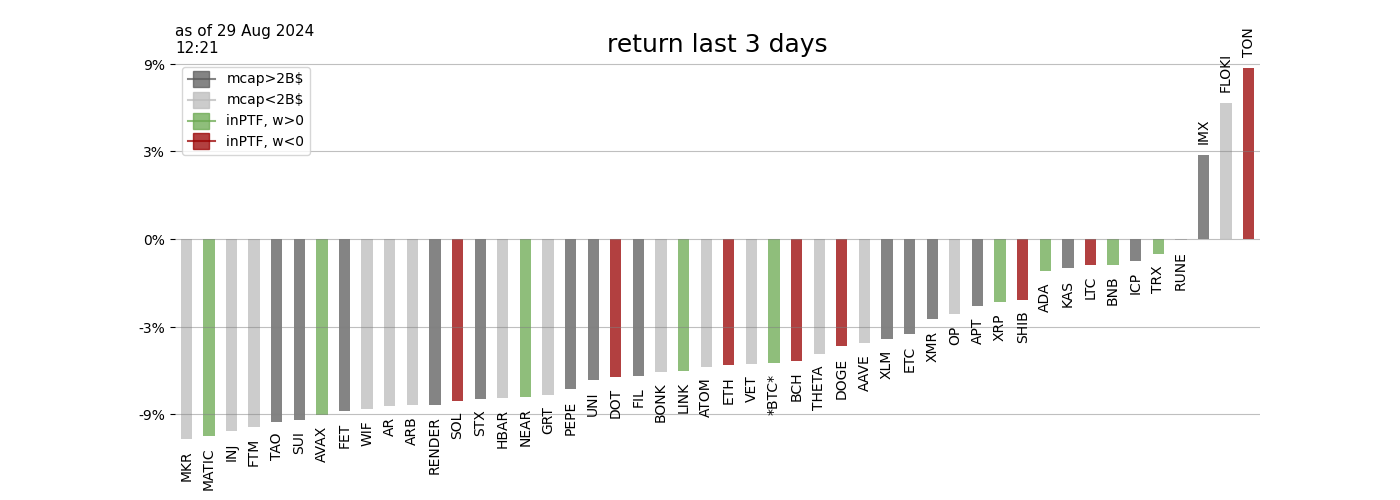 as of 29 Aug 2024
12:21
return last 3 days
9%
3%
0%
-3%
-9%
mcap>2B$
mcap<2B$
inPTF, w>0
inPTF, w<0
MKR
MATIC
INJ
FTM
TAO
SUI
AVAX
FET
WIF
AR
ARB
RENDER
SOL
STX
HBAR
NEAR
GRT
PEPE
UNI
DOT
FIL
BONK
LINK
ATOM
ETH
VET
*BTC*
BCH
THETA
DOGE
AAVE
XLM
ETC
XMR
OP
APT
XRP
SHIB
ADA
KAS
LTC
BNB
ICP
TRX
RUNE
IMX
FLOKI
TON